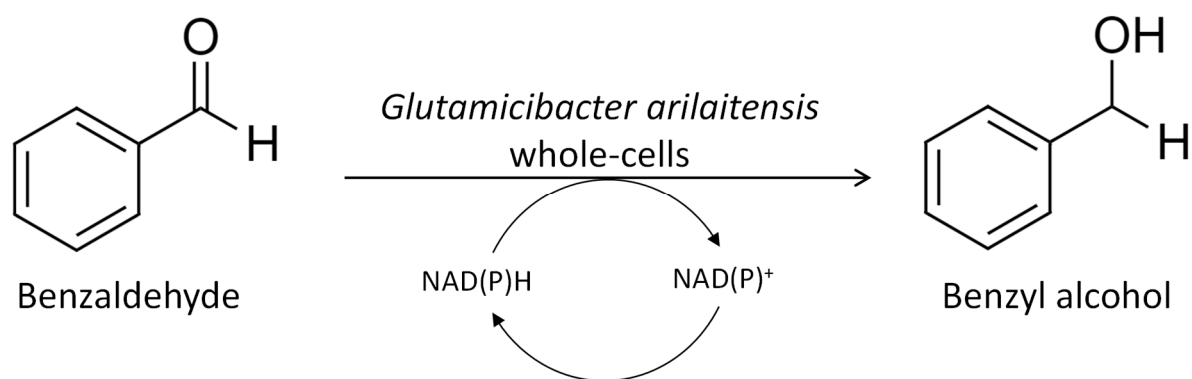 O
H
Benzaldehyde
Glutamicibacter arilaitensis
whole-cells
NAD(P)H
NAD(P)⁺
OH
H
Benzyl alcohol